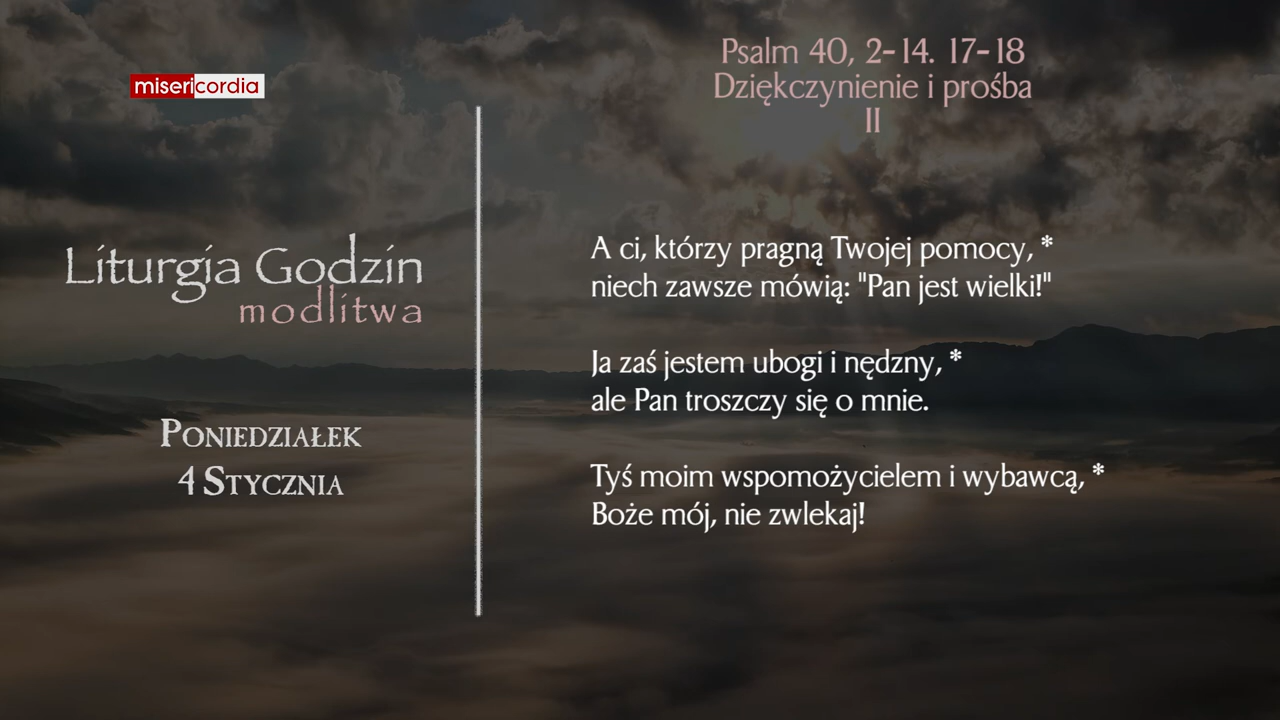 misericordia
Liturgia Godzin
modlitwa
Poniedziałek
4 Stycznia
Psalm 40, 2-14. 17-18
Dziękczynienie i prośba
II
A ci, którzy pragną Twojej pomocy, *
niech zawsze mówią: "Pan jest wielki!"
Ja zaś jestem ubogi i nędzny, *
ale Pan troszczy się o mnie.
Tyś moim wspomożycielem i wybawcą, *
Boże mój, nie zwlekaj!